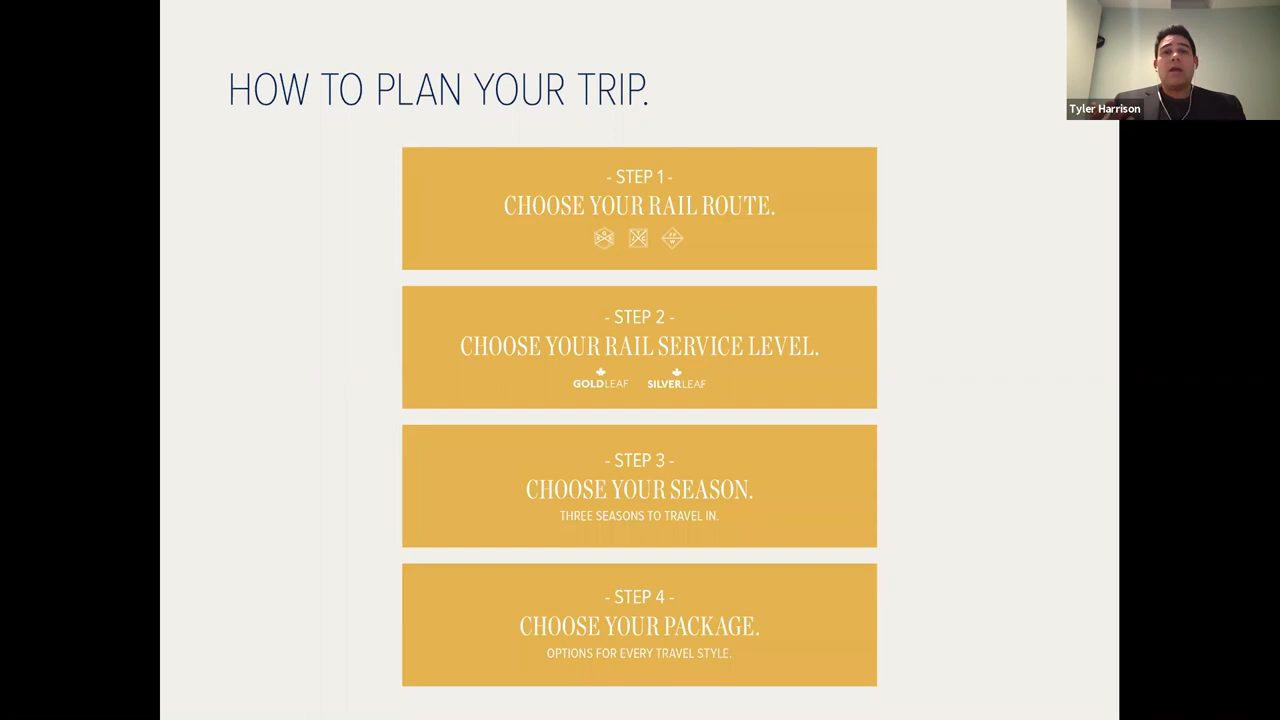 HOW TO PLAN YOUR TRIP.
Tyler Harrison
- STEP 1 -
CHOOSE YOUR RAIL ROUTE.
- STEP 2 -
CHOOSE YOUR RAIL SERVICE LEVEL.
GOLDLEAF SILVERLEAF
- STEP 3 -
CHOOSE YOUR SEASON.
THREE SEASONS TO TRAVEL IN.
- STEP 4 -
CHOOSE YOUR PACKAGE.
OPTIONS FOR EVERY TRAVEL STYLE.